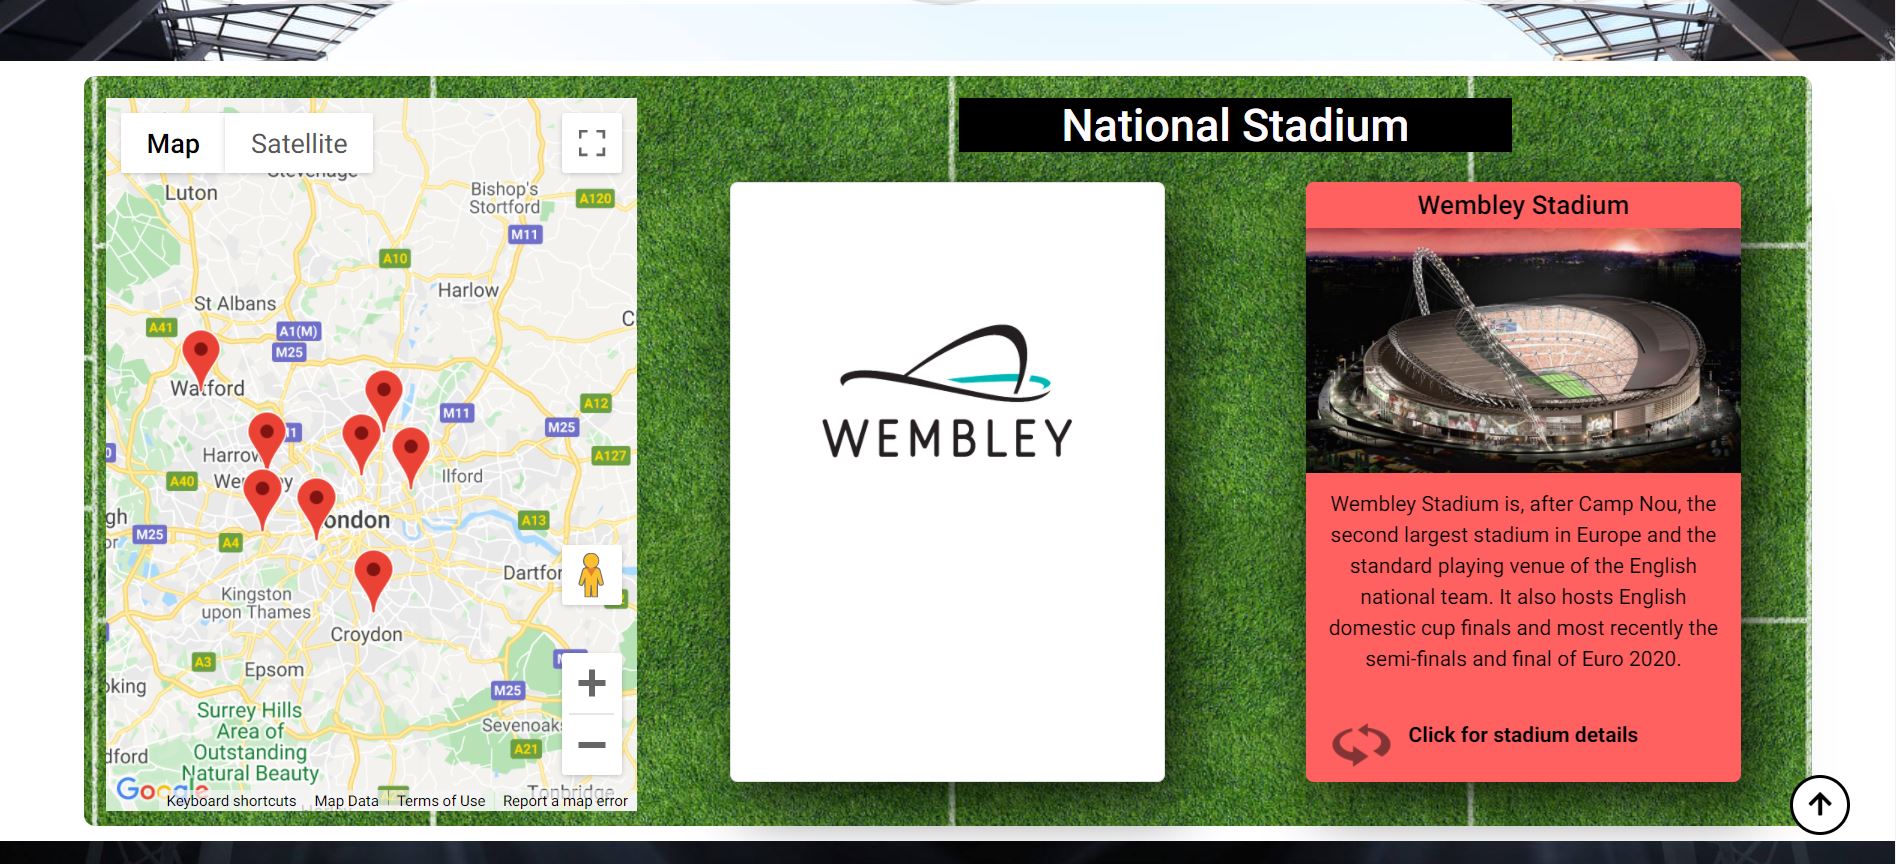 Map
Satellite
Stevenage
Luton
Bishop's
Stortford
A120
M11
A10
Harlow
St Albans
A41
A1(M)
M25
Watford
M11
A12
M25
Harrow
A127
A40
Ilford
London
A13
M25
A4
Dartford
Kingston
upon Thames
Croydon
A3
Epsom
M25
Surrey Hills
Area of
Outstanding
Natural Beauty
Sevenoaks
A21
Tonbridge
Google
Keyboard shortcuts
Map Data
Terms of Use
Report a map error
National Stadium
WEMBLEY
Wembley Stadium
Wembley Stadium is, after Camp Nou, the
second largest stadium in Europe and the
standard playing venue of the English
national team. It also hosts English
domestic cup finals and most recently the
semi-finals and final of Euro 2020.
Click for stadium details